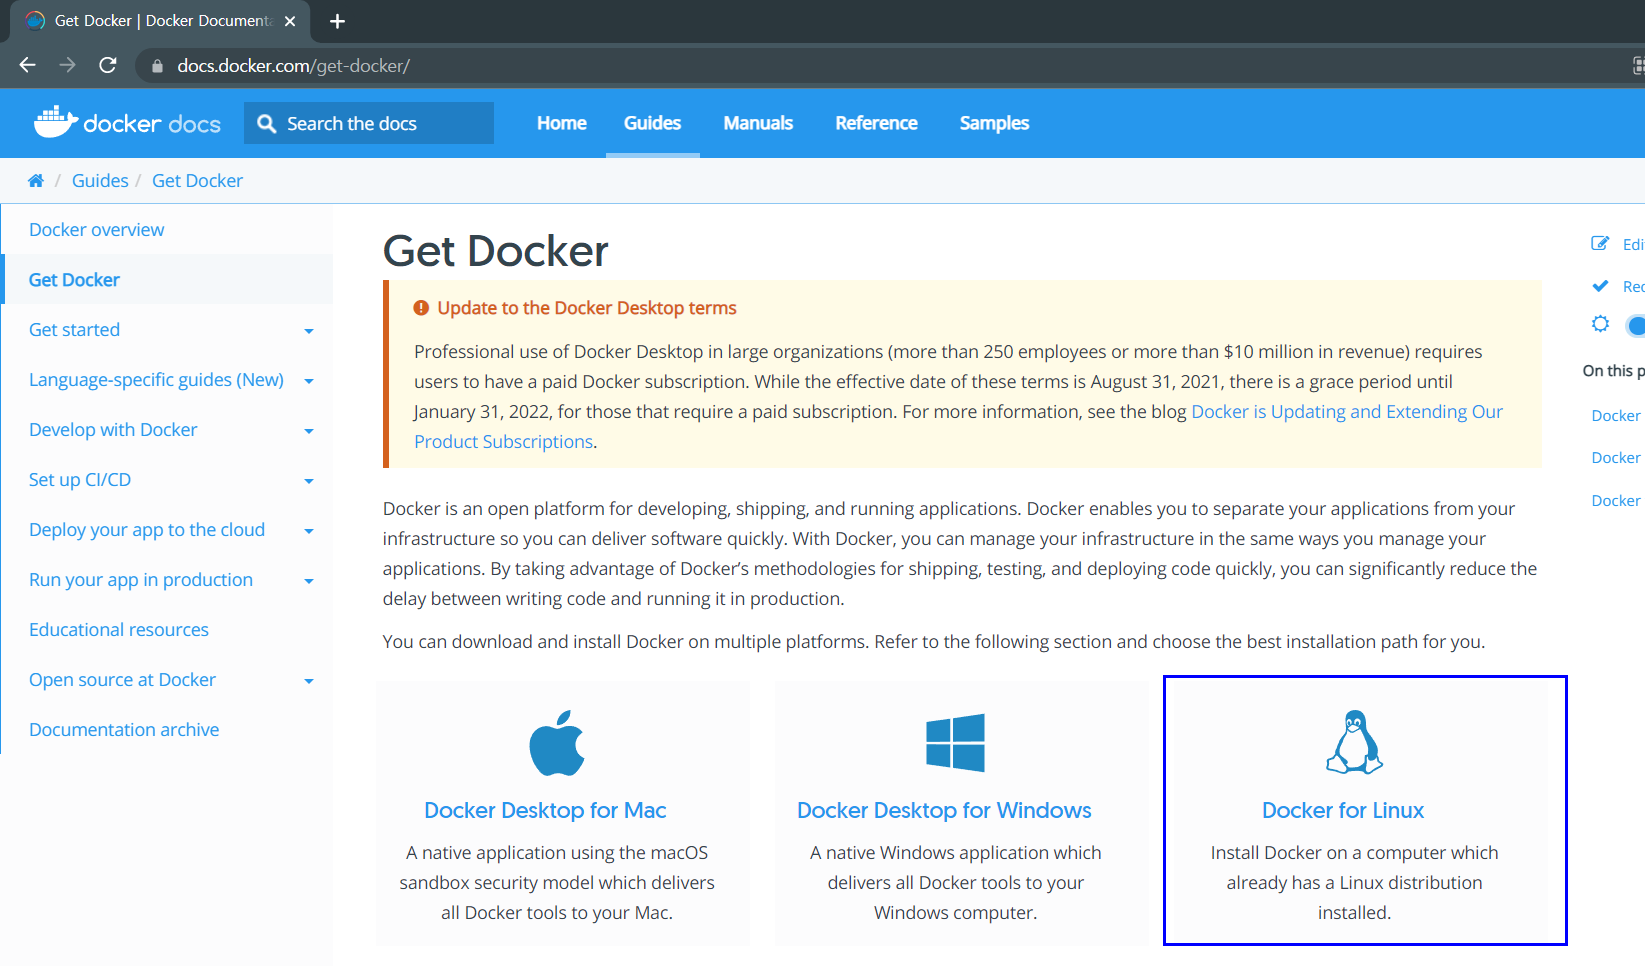 Get Docker | Docker Documenta
docs.docker.com/get-docker/
docker docs
Search the docs
Home
Guides
Manuals
Reference
Samples
/ Guides / Get Docker
Docker overview
Get Docker
Get started
Language-specific guides (New)
Develop with Docker
Set up CI/CD
Deploy your app to the cloud
Run your app in production
Educational resources
Open source at Docker
Documentation archive
Get Docker
Update to the Docker Desktop terms
Professional use of Docker Desktop in large organizations (more than 250 employees or more than $10 million in revenue) requires
users to have a paid Docker subscription. While the effective date of these terms is August 31, 2021, there is a grace period until
January 31, 2022, for those that require a paid subscription. For more information, see the blog Docker is Updating and Extending Our
Product Subscriptions.
Docker is an open platform for developing, shipping, and running applications. Docker enables you to separate your applications from your
infrastructure so you can deliver software quickly. With Docker, you can manage your infrastructure in the same ways you manage your
applications. By taking advantage of Docker’s methodologies for shipping, testing, and deploying code quickly, you can significantly reduce the
delay between writing code and running it in production.
You can download and install Docker on multiple platforms. Refer to the following section and choose the best installation path for you.
Docker Desktop for Mac
A native application using the macOS
sandbox security model which delivers
all Docker tools to your Mac.
Docker Desktop for Windows
A native Windows application which
delivers all Docker tools to your
Windows computer.
Docker for Linux
Install Docker on a computer which
already has a Linux distribution
installed.
Edi
Rec
On this p
Docker
Docker
Docker